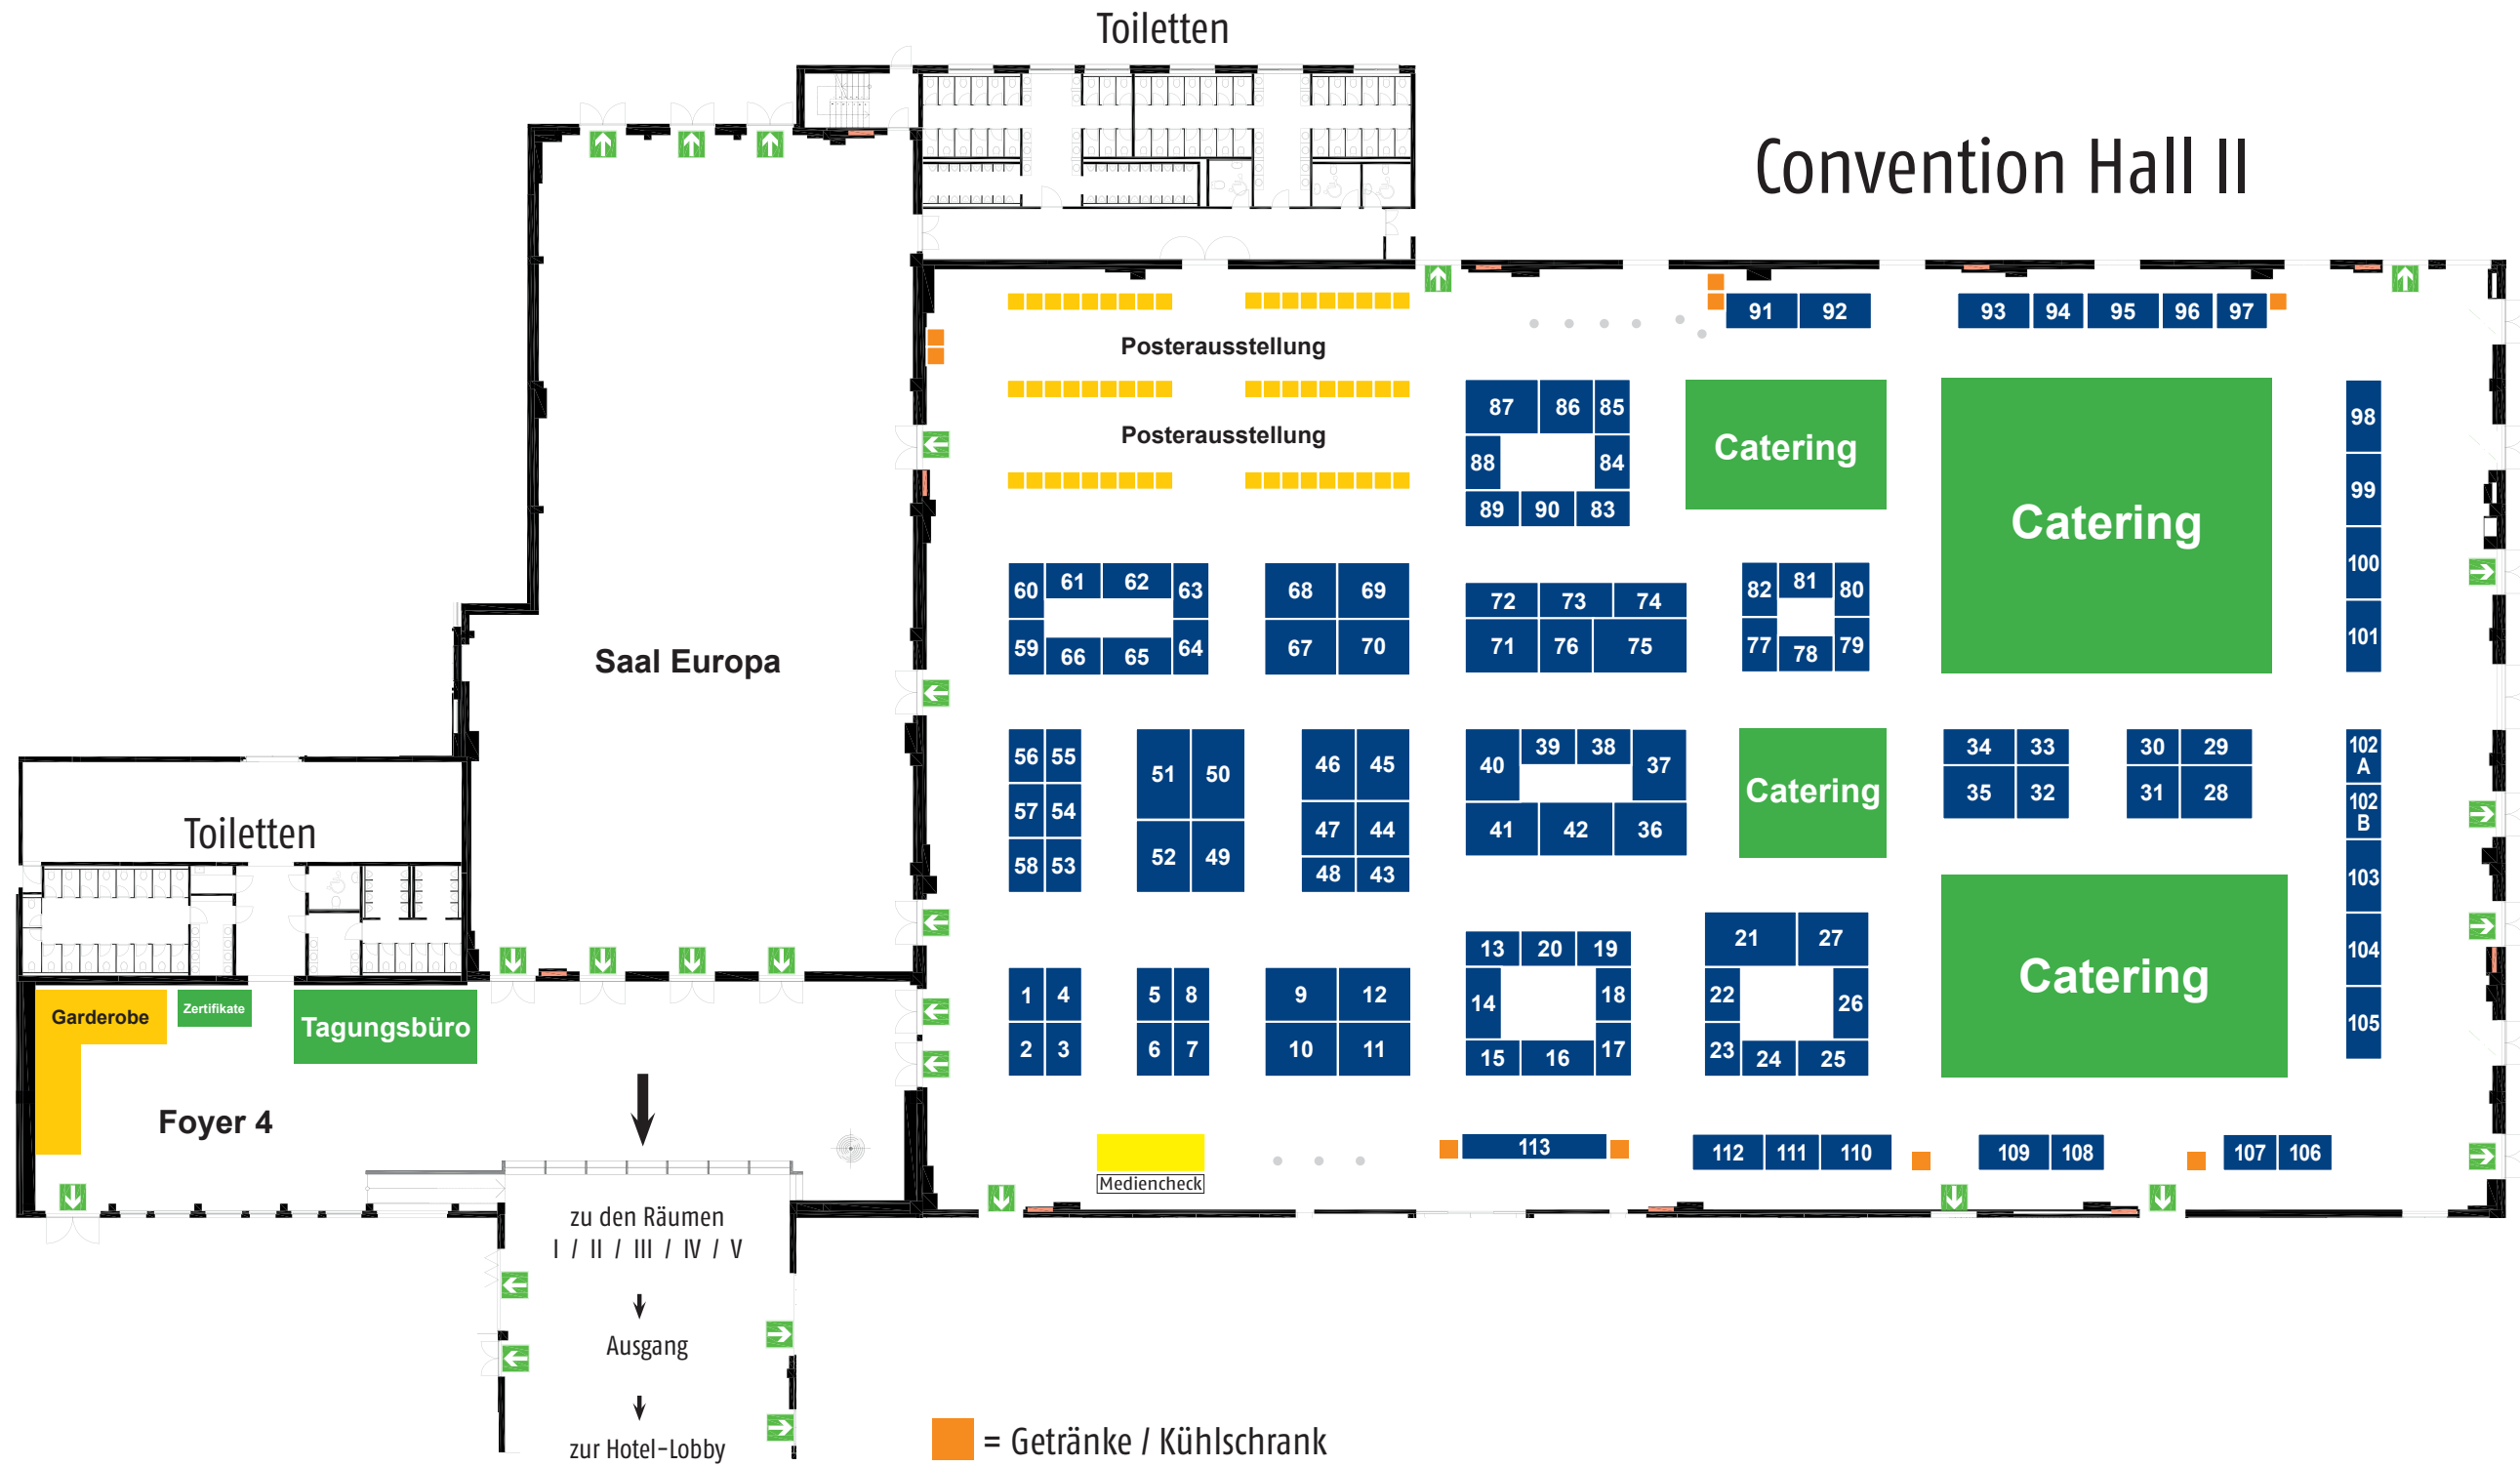 Toiletten
Convention Hall II
91 92 93 94 95 96 97
Posterausstellung
Posterausstellung
87 86 85
88 84
89 90 83
Catering
Catering
98
99
100
101
60 61 62 63
59 66 65 64
68 69
67 70
72 73 74
71 76 75
82 81 80
77 78 79
Saal Europa
56 55
57 54
58 53
51 50
52 49
46 45
47 44
48 43
40 39 38 37
41 42 36
Catering
34 33
35 32
30 29
31 28
102
A
102
B
103
104
105
Toiletten
Garderobe
Zertifikate
Tagungsbüro
Foyer 4
1 4
2 3
5 8
6 7
9 12
10 11
13 20 19
14 18
15 16 17
21 27
22 26
23 24 25
Catering
Mediencheck
113
112 111 110
109 108
107 106
zu den Räumen
I / II / III / IV / V
Ausgang
zur Hotel-Lobby
= Getränke / Kühlschrank